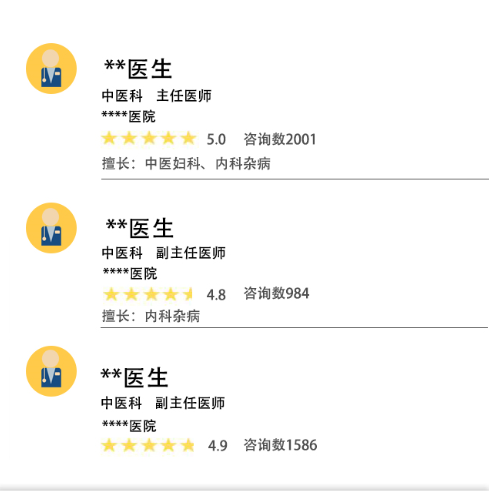 **医生
中医科 主任医师
****医院
5.0 咨询数2001
擅长：中医妇科、内科杂病
**医生
中医科 副主任医师
****医院
4.8 咨询数984
擅长：内科杂病
**医生
中医科 副主任医师
****医院
4.9 咨询数1586